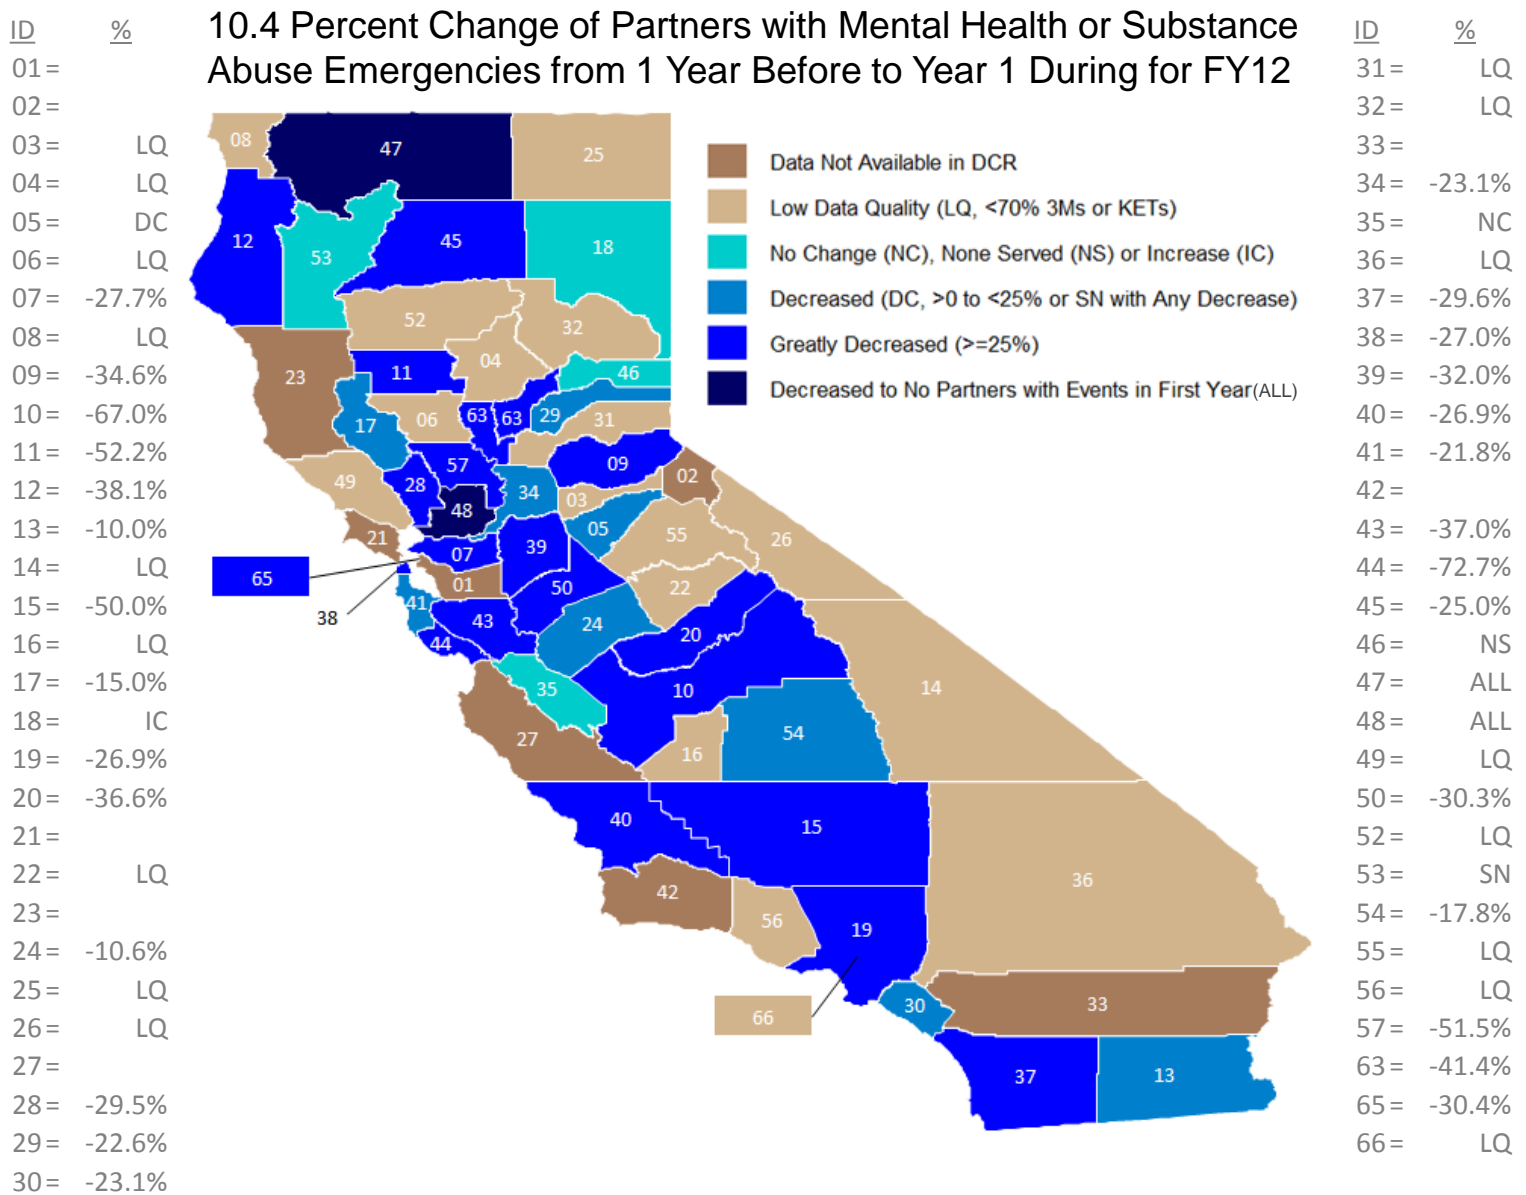 10.4 Percent Change of Partners with Mental Health or Substance
Abuse Emergencies from 1 Year Before to Year 1 During for FY12
ID %
01 =
02 =
03 = LQ
04 = LQ
05 = DC
06 = LQ
07 = -27.7%
08 = LQ
09 = -34.6%
10 = -67.0%
11 = -52.2%
12 = -38.1%
13 = -10.0%
14 = LQ
15 = -50.0%
16 = LQ
17 = -15.0%
18 = IC
19 = -26.9%
20 = -36.6%
21 =
22 = LQ
23 =
24 = -10.6%
25 = LQ
26 = LQ
27 =
28 = -29.5%
29 = -22.6%
30 = -23.1%
08
47
25
12
53
45
18
52
32
04
23
11
46
17
06
63
63
29
31
57
09
49
28
34
02
48
03
21
05
55
26
07
39
65
01
50
22
38
41
43
24
20
44
35
10
14
27
16
54
40
15
42
56
36
19
66
30
33
37
13
Data Not Available in DCR
Low Data Quality (LQ, <70% 3Ms or KETs)
No Change (NC), None Served (NS) or Increase (IC)
Decreased (DC, >0 to <25% or SN with Any Decrease)
Greatly Decreased (>=25%)
Decreased to No Partners with Events in First Year(ALL)
ID %
31 = LQ
32 = LQ
33 =
34 = -23.1%
35 = NC
36 = LQ
37 = -29.6%
38 = -27.0%
39 = -32.0%
40 = -26.9%
41 = -21.8%
42 =
43 = -37.0%
44 = -72.7%
45 = -25.0%
46 = NS
47 = ALL
48 = ALL
49 = LQ
50 = -30.3%
52 = LQ
53 = SN
54 = -17.8%
55 = LQ
56 = LQ
57 = -51.5%
63 = -41.4%
65 = -30.4%
66 = LQ